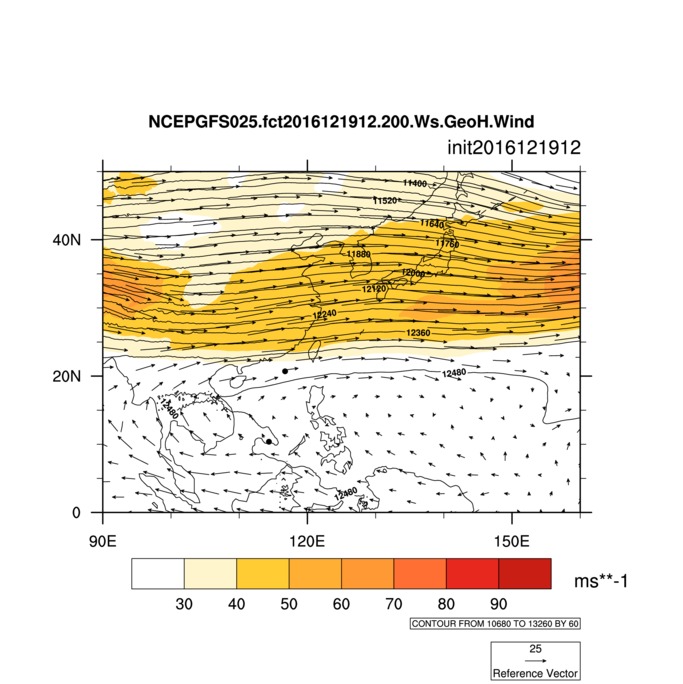 NCEPGFS025.fct2016121912.200.Ws.GeoH.Wind
init2016121912
11400
11520
11640
11760
40N
11880
12000
12120
12240
12360
12480
20N
12480
12480
0
90E 120E 150E
ms**-1
30 40 50 60 70 80 90
CONTOUR FROM 10680 TO 13260 BY 60
25
Reference Vector